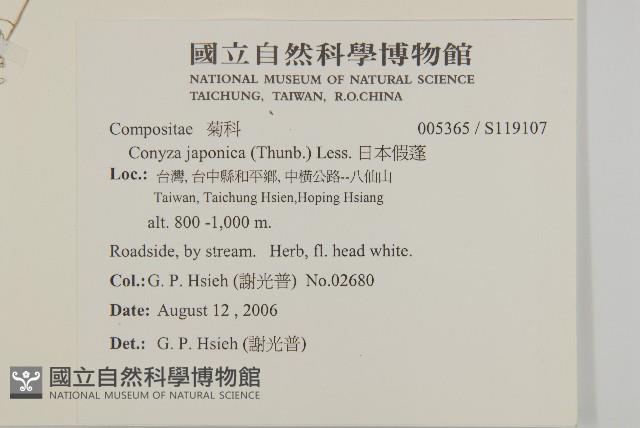 國立自然科學博物館
NATIONAL MUSEUM OF NATURAL SCIENCE
TAICHUNG, TAIWAN, R.O.CHINA
Compositae 菊科 005365 / S119107
Conyza japonica (Thunb.) Less. 日本假蓬
Loc.: 台灣, 台中縣和平鄉, 中橫公路--八仙山
Taiwan, Taichung Hsien,Hoping Hsiang
alt. 800 -1,000 m.
Roadside, by stream. Herb, fl. head white.
Col.: G. P. Hsieh (謝光普) No.02680
Date: August 12 , 2006
Det.: G. P. Hsieh (謝光普)
國立自然科學博物館
NATIONAL MUSEUM OF NATURAL SCIENCE